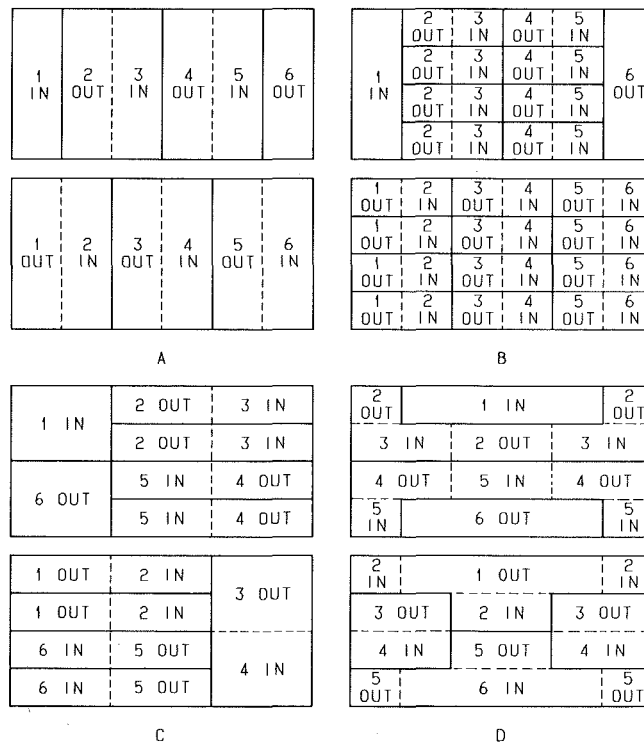 1 IN 2 OUT 3 IN 4 OUT 5 IN 6 OUT
1 OUT 2 IN 3 OUT 4 IN 5 OUT 6 IN
A
1 IN
2 OUT 3 IN 4 OUT 5 IN
2 OUT 3 IN 4 OUT 5 IN
2 OUT 3 IN 4 OUT 5 IN
2 OUT 3 IN 4 OUT 5 IN
6 OUT
1 OUT 2 IN 3 OUT 4 IN 5 OUT 6 IN
1 OUT 2 IN 3 OUT 4 IN 5 OUT 6 IN
1 OUT 2 IN 3 OUT 4 IN 5 OUT 6 IN
1 OUT 2 IN 3 OUT 4 IN 5 OUT 6 IN
B
1 IN
2 OUT 3 IN
2 OUT 3 IN
6 OUT
5 IN 4 OUT
5 IN 4 OUT
1 OUT 2 IN
1 OUT 2 IN
3 OUT
6 IN 5 OUT
6 IN 5 OUT
4 IN
C
2 OUT 1 IN 2 OUT
3 IN 2 OUT 3 IN
4 OUT 5 IN 4 OUT
5 IN 6 OUT 5 IN
2 IN 1 OUT 2 IN
3 OUT 2 IN 3 OUT
4 IN 5 OUT 4 IN
5 OUT 6 IN 5 OUT
D